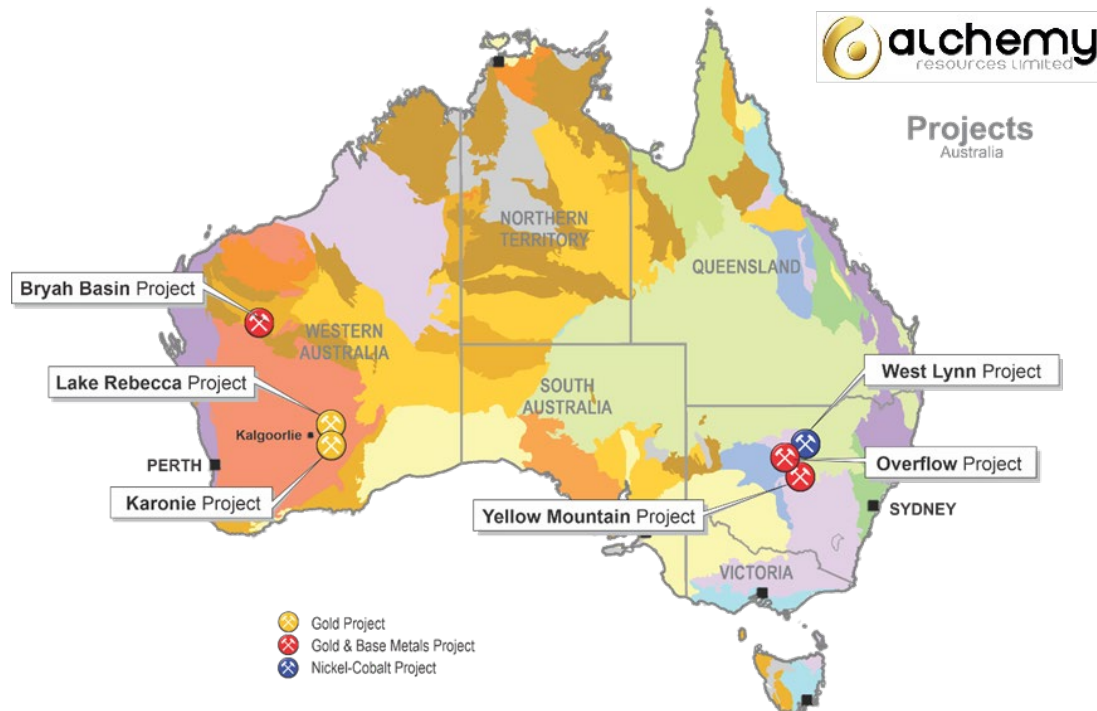 alchemy
resources limited
Projects
Australia
NORTHERN
TERRITORY
QUEENSLAND
Bryah Basin Project
WESTERN
AUSTRALIA
Lake Rebecca Project
West Lynn Project
SOUTH
AUSTRALIA
Kalgoorlie
PERTH
Overflow Project
Karonie Project
Yellow Mountain Project
SYDNEY
VICTORIA
Gold Project
Gold & Base Metals Project
Nickel-Cobalt Project